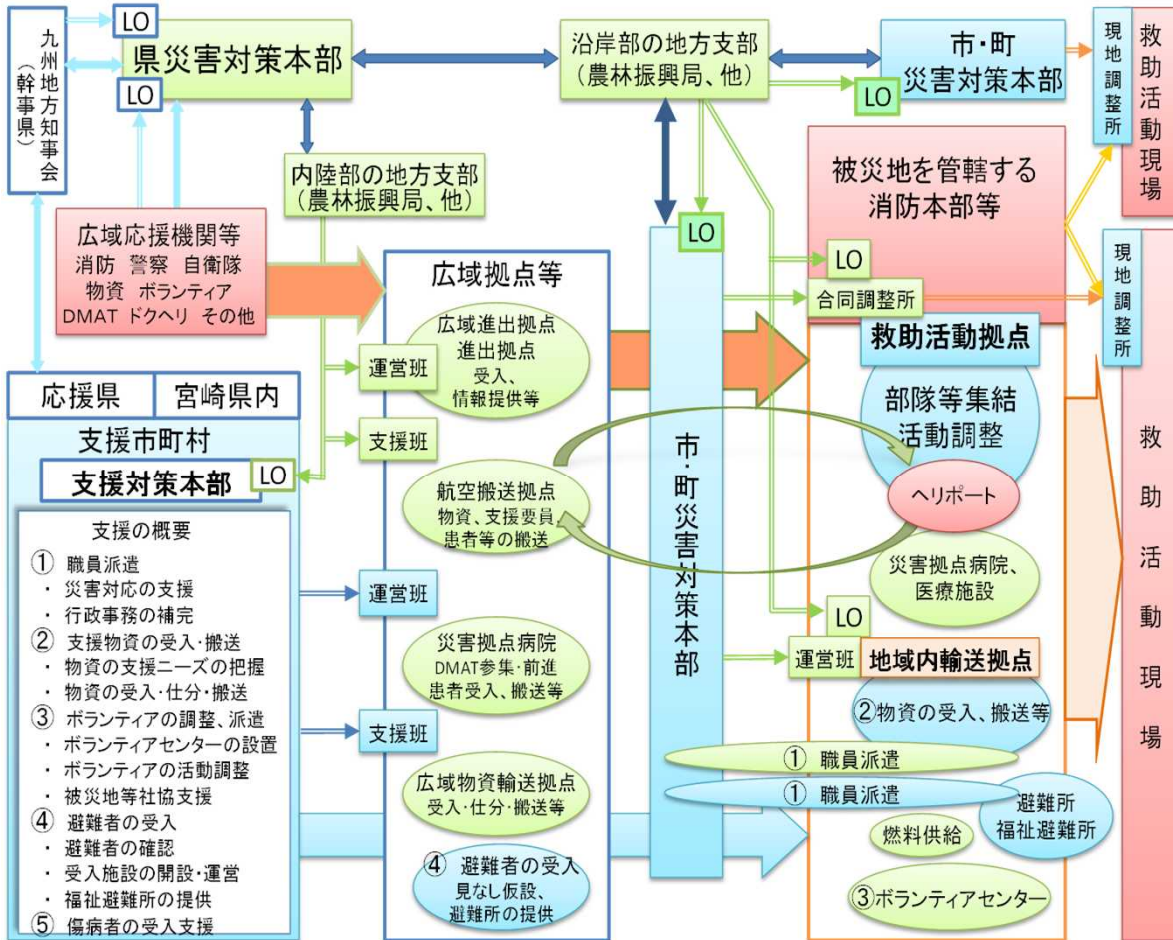 九州地方知事会
（幹事県）
LO
県災害対策本部
LO
沿岸部の地方支部
（農林振興局、他）
市・町
災害対策本部
LO
現地調整所
救助活動現場
内陸部の地方支部
（農林振興局、他）
被災地を管轄する
消防本部等
LO
合同調整所
現地調整所
広域応援機関等
消防 警察 自衛隊
物資 ボランティア
DMAT ドクヘリ その他
広域拠点等
広域進出拠点
進出拠点
受入、
情報提供等
運営班
支援班
LO
市・町災害対策本部
救助活動拠点
部隊等集結
活動調整
ヘリポート
災害拠点病院、
医療施設
救助活動現場
応援県
宮崎県内
支援市町村
支援対策本部
LO
航空搬送拠点
物資、支援要員
患者等の搬送
支援の概要
① 職員派遣
・ 災害対応の支援
・ 行政事務の補完
② 支援物資の受入・搬送
・ 物資の支援ニーズの把握
・ 物資の受入・仕分・搬送
③ ボランティアの調整、派遣
・ ボランティアセンターの設置
・ ボランティアの活動調整
・ 被災地等社協支援
④ 避難者の受入
・ 避難者の確認
・ 受入施設の開設・運営
・ 福祉避難所の提供
⑤ 傷病者の受入支援
運営班
災害拠点病院
DMAT参集・前進
患者受入、搬送等
支援班
広域物資輸送拠点
受入・仕分・搬送等
④ 避難者の受入
見なし仮設、
避難所の提供
LO
運営班
地域内輸送拠点
②物資の受入、搬送等
① 職員派遣
① 職員派遣
避難所
福祉避難所
燃料供給
③ボランティアセンター